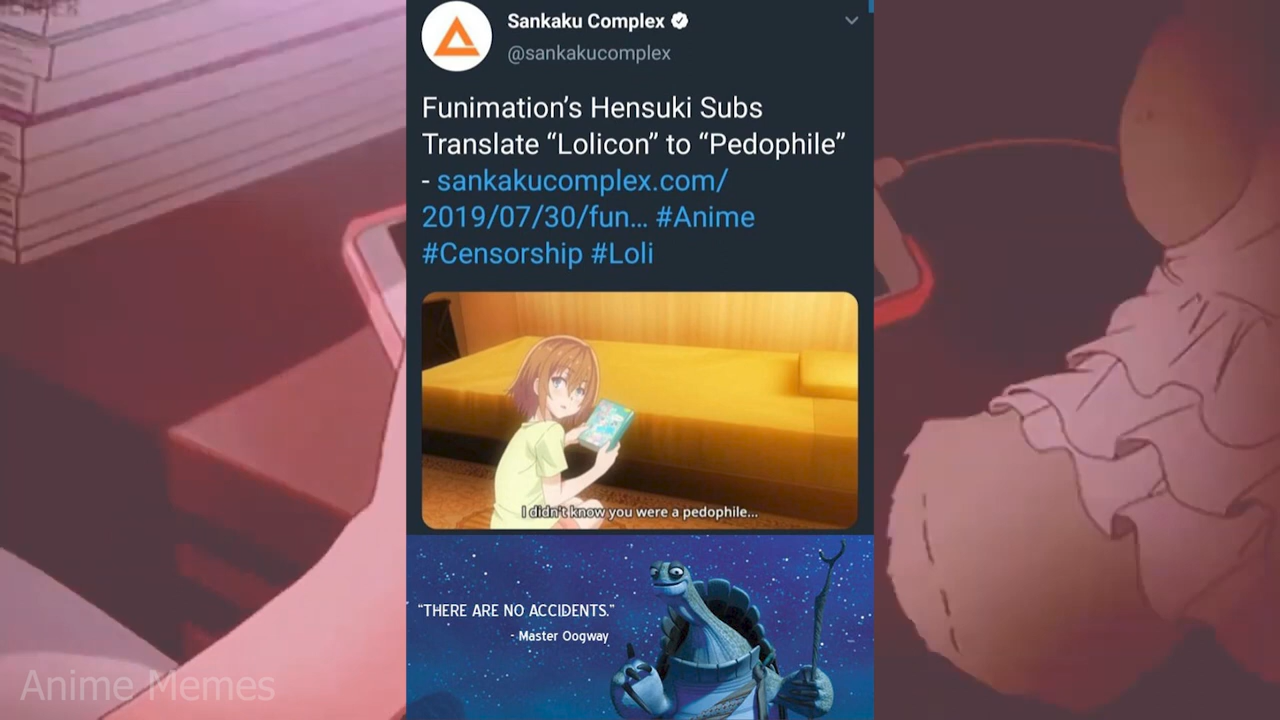 Sankaku Complex
@sankakucomplex
Funimation’s Hensuki Subs
Translate “Lolicon” to “Pedophile”
- sankakucomplex.com/
2019/07/30/fun... #Anime
#Censorship #Loli
I didn't know you were a pedophile...
"THERE ARE NO ACCIDENTS."
- Master Oogway
Anime Memes